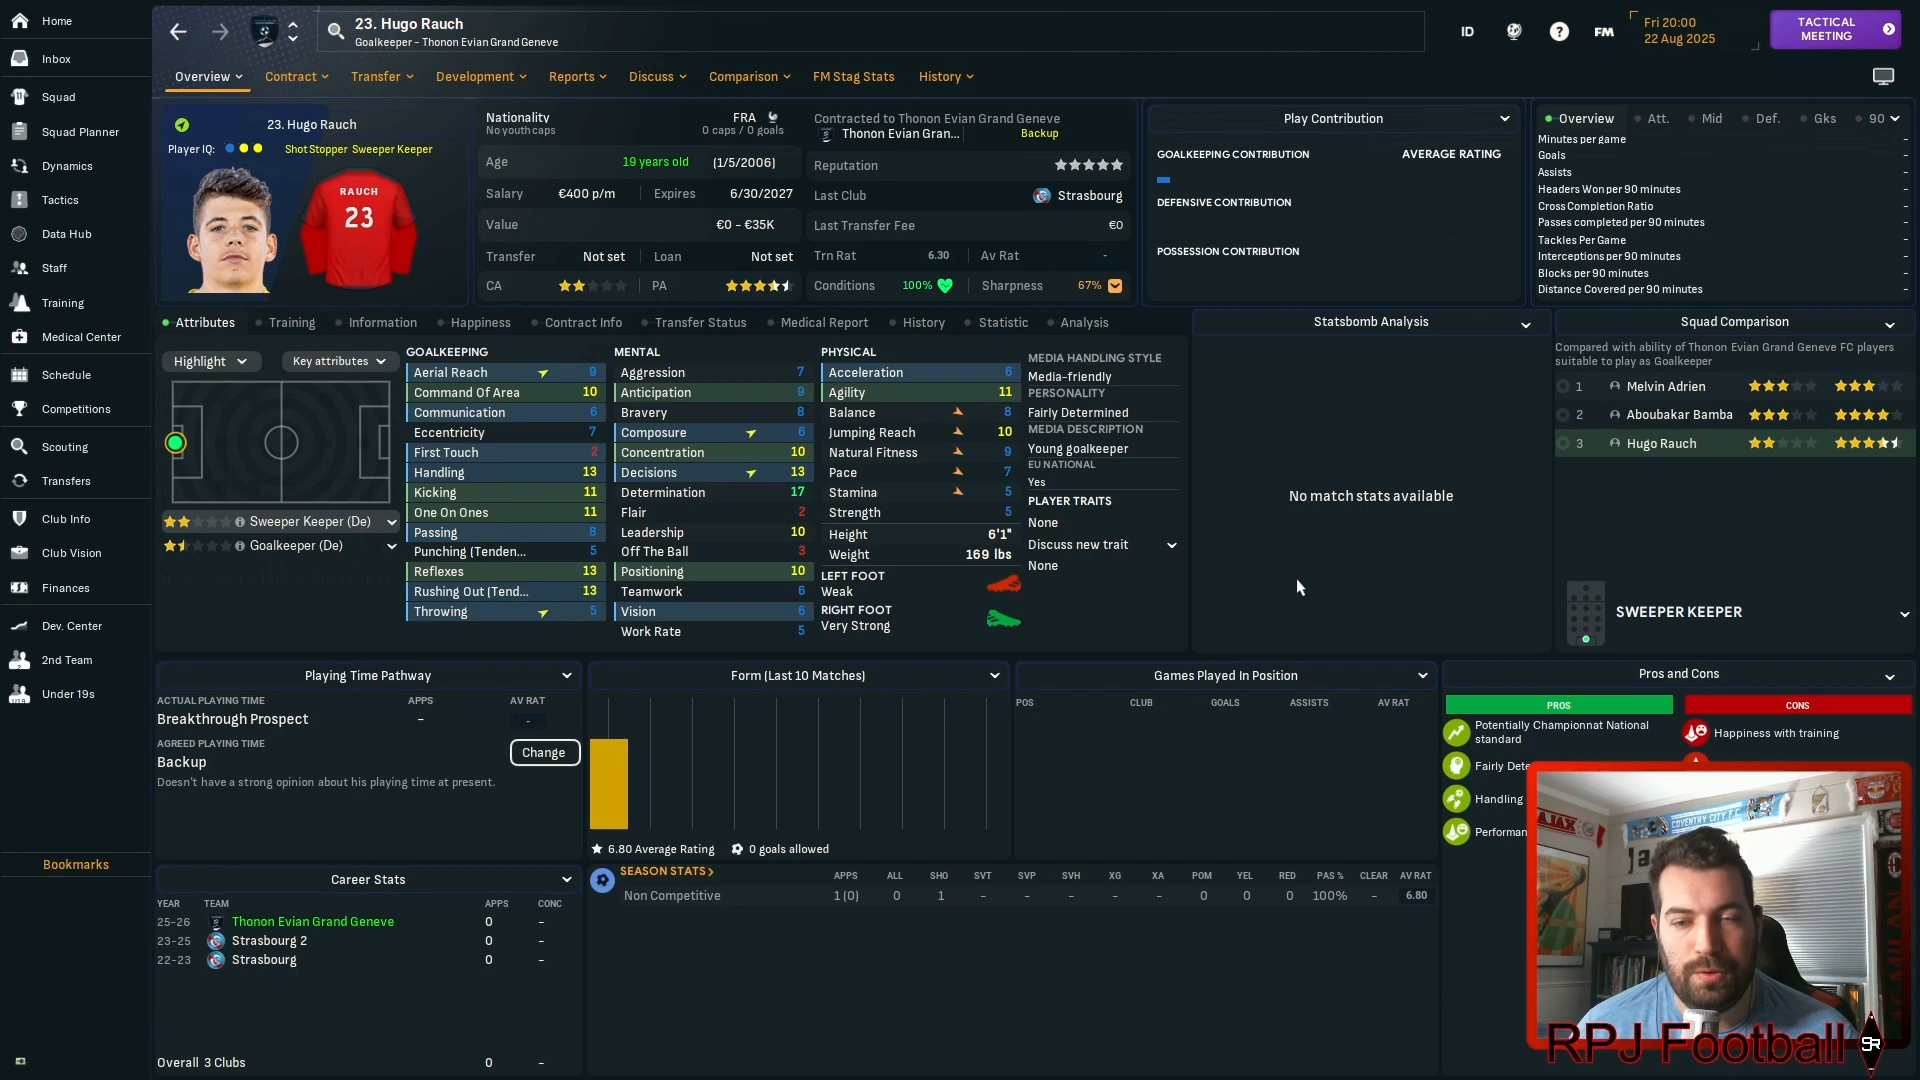 Home
Inbox
Squad
Squad Planner
Dynamics
Tactics
Data Hub
Staff
Training
Medical Center
Schedule
Competitions
Scouting
Transfers
Club Info
Club Vision
Finances
Dev. Center
2nd Team
Under 19s
Bookmarks
23. Hugo Rauch
Goalkeeper - Thonon Evian Grand Geneve
ID
?
FM
Fri 20:00
22 Aug 2025
TACTICAL MEETING
Overview
Contract
Transfer
Development
Reports
Discuss
Comparison
FM Stag Stats
History
23. Hugo Rauch
Player IQ:
Shot Stopper Sweeper Keeper
RAUCH
23
Nationality
No youth caps
FRA
0 caps / 0 goals
Age 19 years old (1/5/2006)
Salary €400 p/m Expires 6/30/2027
Value €0 - €35K
Transfer Not set Loan Not set
CA PA
Contracted to Thonon Evian Grand Geneve
Thonon Evian Gran... Backup
Reputation
Last Club Strasbourg
Last Transfer Fee €0
Trn Rat 6.30 Av Rat -
Conditions 100% Sharpness 67%
Play Contribution
GOALKEEPING CONTRIBUTION AVERAGE RATING
DEFENSIVE CONTRIBUTION
POSSESSION CONTRIBUTION
Overview Att. Mid Def. Gks 90
Minutes per game -
Goals -
Assists -
Headers Won per 90 minutes -
Cross Completion Ratio -
Passes completed per 90 minutes -
Tackles Per Game -
Interceptions per 90 minutes -
Blocks per 90 minutes -
Distance Covered per 90 minutes -
Attributes Training Information Happiness Contract Info Transfer Status Medical Report History Statistic Analysis
Highlight Key attributes
Sweeper Keeper (De)
Goalkeeper (De)
GOALKEEPING
Aerial Reach 9
Command Of Area 10
Communication 6
Eccentricity 7
First Touch 2
Handling 13
Kicking 11
One On Ones 11
Passing 8
Punching (Tenden... 5
Reflexes 13
Rushing Out (Tend... 13
Throwing 5
MENTAL
Aggression 7
Anticipation 9
Bravery 8
Composure 6
Concentration 10
Decisions 13
Determination 17
Flair 2
Leadership 10
Off The Ball 3
Positioning 10
Teamwork 6
Vision 6
Work Rate 5
PHYSICAL
Acceleration 6
Agility 11
Balance 8
Jumping Reach 10
Natural Fitness 9
Pace 7
Stamina 5
Strength 5
Height 6'1"
Weight 169 lbs
LEFT FOOT
Weak
RIGHT FOOT
Very Strong
MEDIA HANDLING STYLE
Media-friendly
PERSONALITY
Fairly Determined
MEDIA DESCRIPTION
Young goalkeeper
EU NATIONAL
Yes
PLAYER TRAITS
None
Discuss new trait
None
Statsbomb Analysis
No match stats available
Squad Comparison
Compared with ability of Thonon Evian Grand Geneve FC players
suitable to play as Goalkeeper
1 Melvin Adrien
2 Aboubakar Bamba
3 Hugo Rauch
SWEEPER KEEPER
Playing Time Pathway
ACTUAL PLAYING TIME APPS AV RAT
Breakthrough Prospect - -
AGREED PLAYING TIME
Backup
Change
Doesn't have a strong opinion about his playing time at present.
Form (Last 10 Matches)
6.80 Average Rating 0 goals allowed
Games Played In Position
POS CLUB GOALS ASSISTS AV RAT
Pros and Cons
PROS CONS
Potentially Championnat National
standard
Happiness with training
Fairly Dete
Handling
Performan
Career Stats
YEAR TEAM APPS CONC
25-26 Thonon Evian Grand Geneve 0 -
23-25 Strasbourg 2 0 -
22-23 Strasbourg 0 -
Overall 3 Clubs 0 -
SEASON STATS APPS ALL SHO SVT SVP SVH XG XA POM YEL RED PAS % CLEAR AV RAT
Non Competitive 1 (0) 0 1 - - - - - 0 0 0 100% - 6.80
AJAX
COVENTRY CITY F.C.
RPJ Football